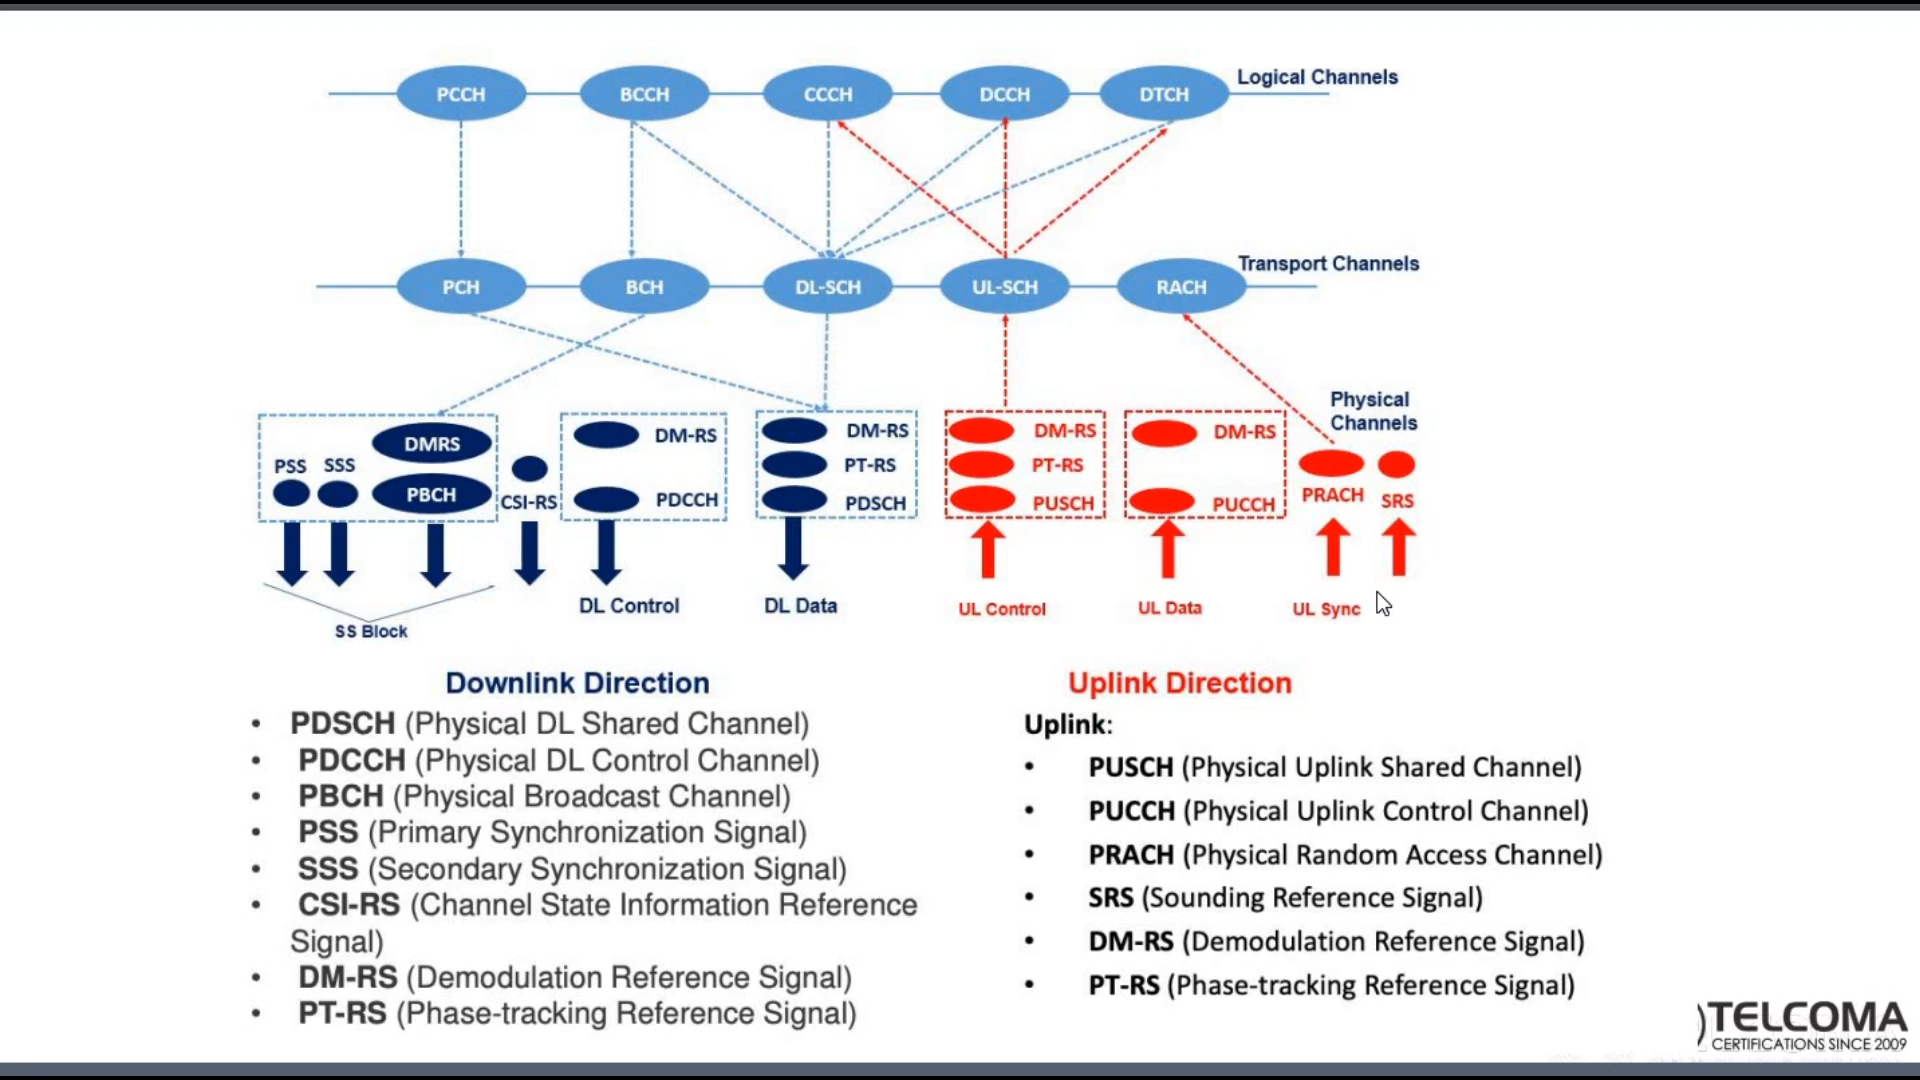 Logical Channels
PCCH BCCH CCCH DCCH DTCH
Transport Channels
PCH BCH DL-SCH UL-SCH RACH
Physical
Channels
DMRS
PSS SSS
PBCH
CSI-RS
DM-RS
PDCCH
DM-RS
PT-RS
PDSCH
DM-RS
PT-RS
PUSCH
DM-RS
PUCCH
PRACH SRS
SS Block
DL Control
DL Data
UL Control
UL Data
UL Sync
Downlink Direction
• PDSCH (Physical DL Shared Channel)
• PDCCH (Physical DL Control Channel)
• PBCH (Physical Broadcast Channel)
• PSS (Primary Synchronization Signal)
• SSS (Secondary Synchronization Signal)
• CSI-RS (Channel State Information Reference
Signal)
• DM-RS (Demodulation Reference Signal)
• PT-RS (Phase-tracking Reference Signal)
Uplink Direction
Uplink:
• PUSCH (Physical Uplink Shared Channel)
• PUCCH (Physical Uplink Control Channel)
• PRACH (Physical Random Access Channel)
• SRS (Sounding Reference Signal)
• DM-RS (Demodulation Reference Signal)
• PT-RS (Phase-tracking Reference Signal)
TELCOMA
CERTIFICATIONS SINCE 2009